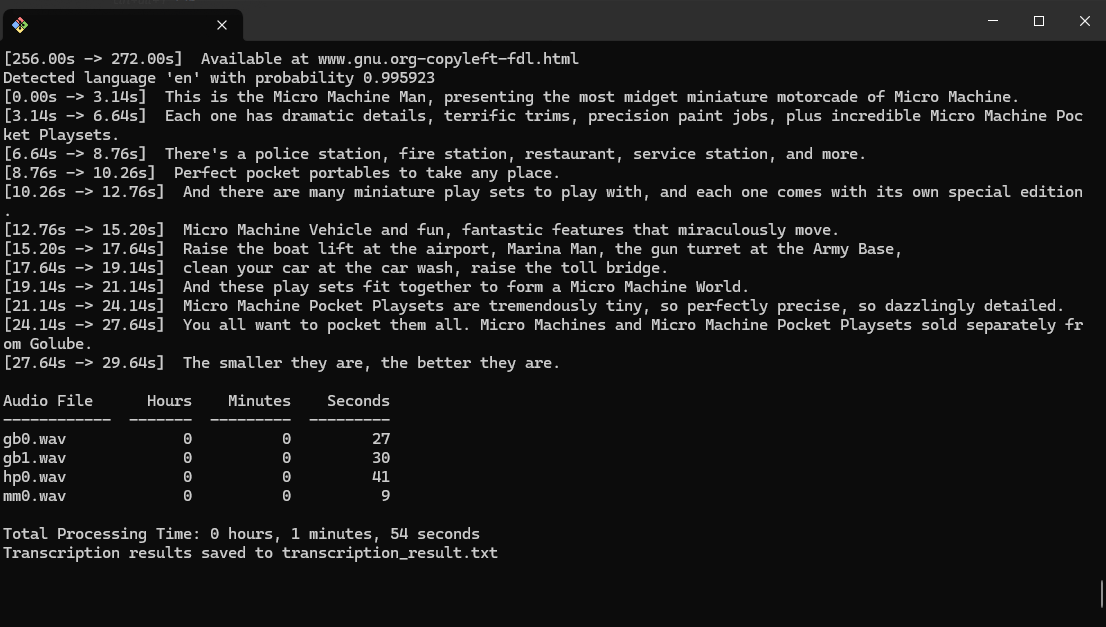 [256.00s -> 272.00s]  Available at www.gnu.org-copyleft-fdl.html
Detected language 'en' with probability 0.995923
[0.00s -> 3.14s]  This is the Micro Machine Man, presenting the most midget miniature motorcade of Micro Machine.
[3.14s -> 6.64s]  Each one has dramatic details, terrific trims, precision paint jobs, plus incredible Micro Machine Poc
ket Playsets.
[6.64s -> 8.76s]  There's a police station, fire station, restaurant, service station, and more.
[8.76s -> 10.26s]  Perfect pocket portables to take any place.
[10.26s -> 12.76s]  And there are many miniature play sets to play with, and each one comes with its own special edition
.
[12.76s -> 15.20s]  Micro Machine Vehicle and fun, fantastic features that miraculously move.
[15.20s -> 17.64s]  Raise the boat lift at the airport, Marina Man, the gun turret at the Army Base,
[17.64s -> 19.14s]  clean your car at the car wash, raise the toll bridge.
[19.14s -> 21.14s]  And these play sets fit together to form a Micro Machine World.
[21.14s -> 24.14s]  Micro Machine Pocket Playsets are tremendously tiny, so perfectly precise, so dazzlingly detailed.
[24.14s -> 27.64s]  You all want to pocket them all. Micro Machines and Micro Machine Pocket Playsets sold separately fr
om Golube.
[27.64s -> 29.64s]  The smaller they are, the better they are.
Audio File      Hours    Minutes    Seconds
------------  -------  ---------  ---------
gb0.wav             0          0         27
gb1.wav             0          0         30
hp0.wav             0          0         41
mm0.wav             0          0          9
Total Processing Time: 0 hours, 1 minutes, 54 seconds
Transcription results saved to transcription_result.txt